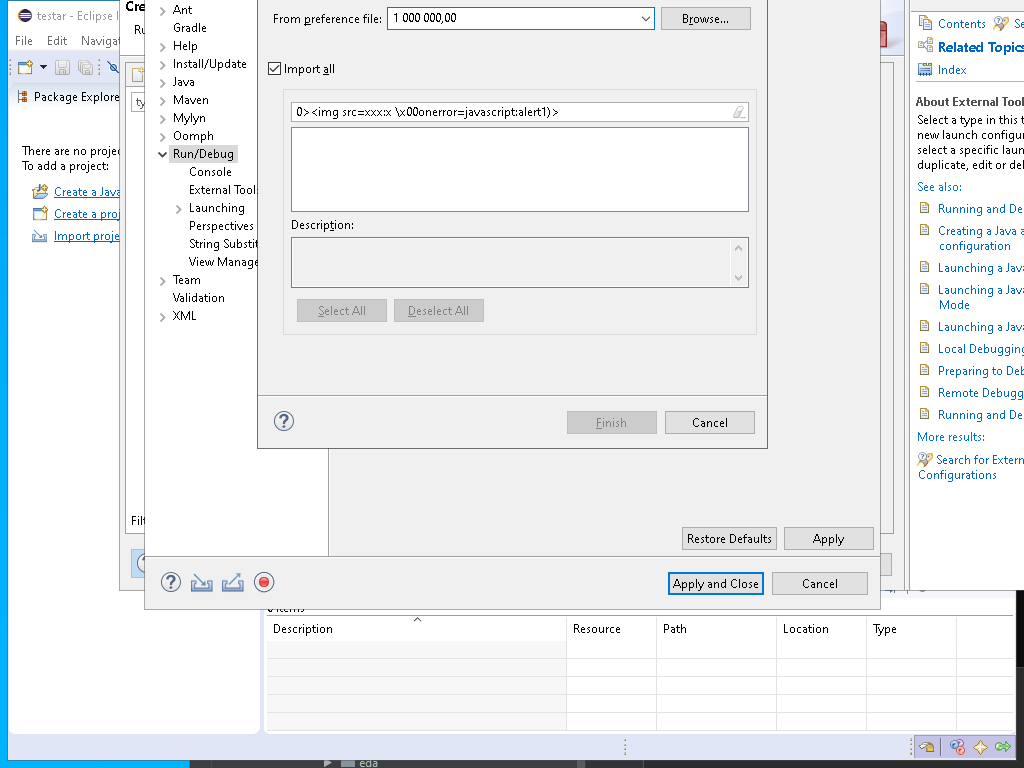 testar - Eclipse I
File Edit Navigat
Package Explore
There are no projec
To add a project:
Create a Java
Create a proj
Import proje
Cre
Ru
ty
Filt
Ant
Gradle
Help
Install/Update
Java
Maven
Mylyn
Oomph
Run/Debug
Console
External Tools
Launching
Perspectives
String Substit
View Manage
Team
Validation
XML
From preference file: 1 000 000,00 Browse...
Import all
0><img src=xxx:x \x00onerror=javascript:alert1)>
Description:
Select All Deselect All
Finish Cancel
Restore Defaults Apply
Apply and Close Cancel
Contents Se
Related Topics
Index
About External Tool
Select a type in this t
new launch configur
select a specific laun
duplicate, edit or del
See also:
Running and De
Creating a Java a
configuration
Launching a Java
Launching a Java
Mode
Launching a Java
Local Debugging
Preparing to Deb
Remote Debugg
Running and De
More results:
Search for Extern
Configurations
0 items
Description Resource Path Location Type
eda